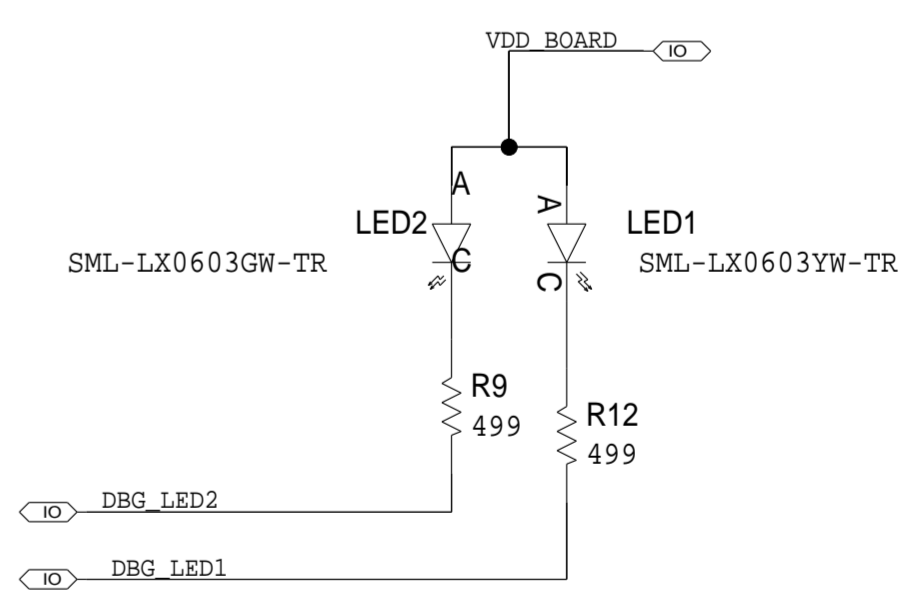 VDD_BOARD
IO
A
A
LED2
LED1
SML-LX0603GW-TR
C
SML-LX0603YW-TR
C
R9
499
R12
499
IO
DBG_LED2
IO
DBG_LED1